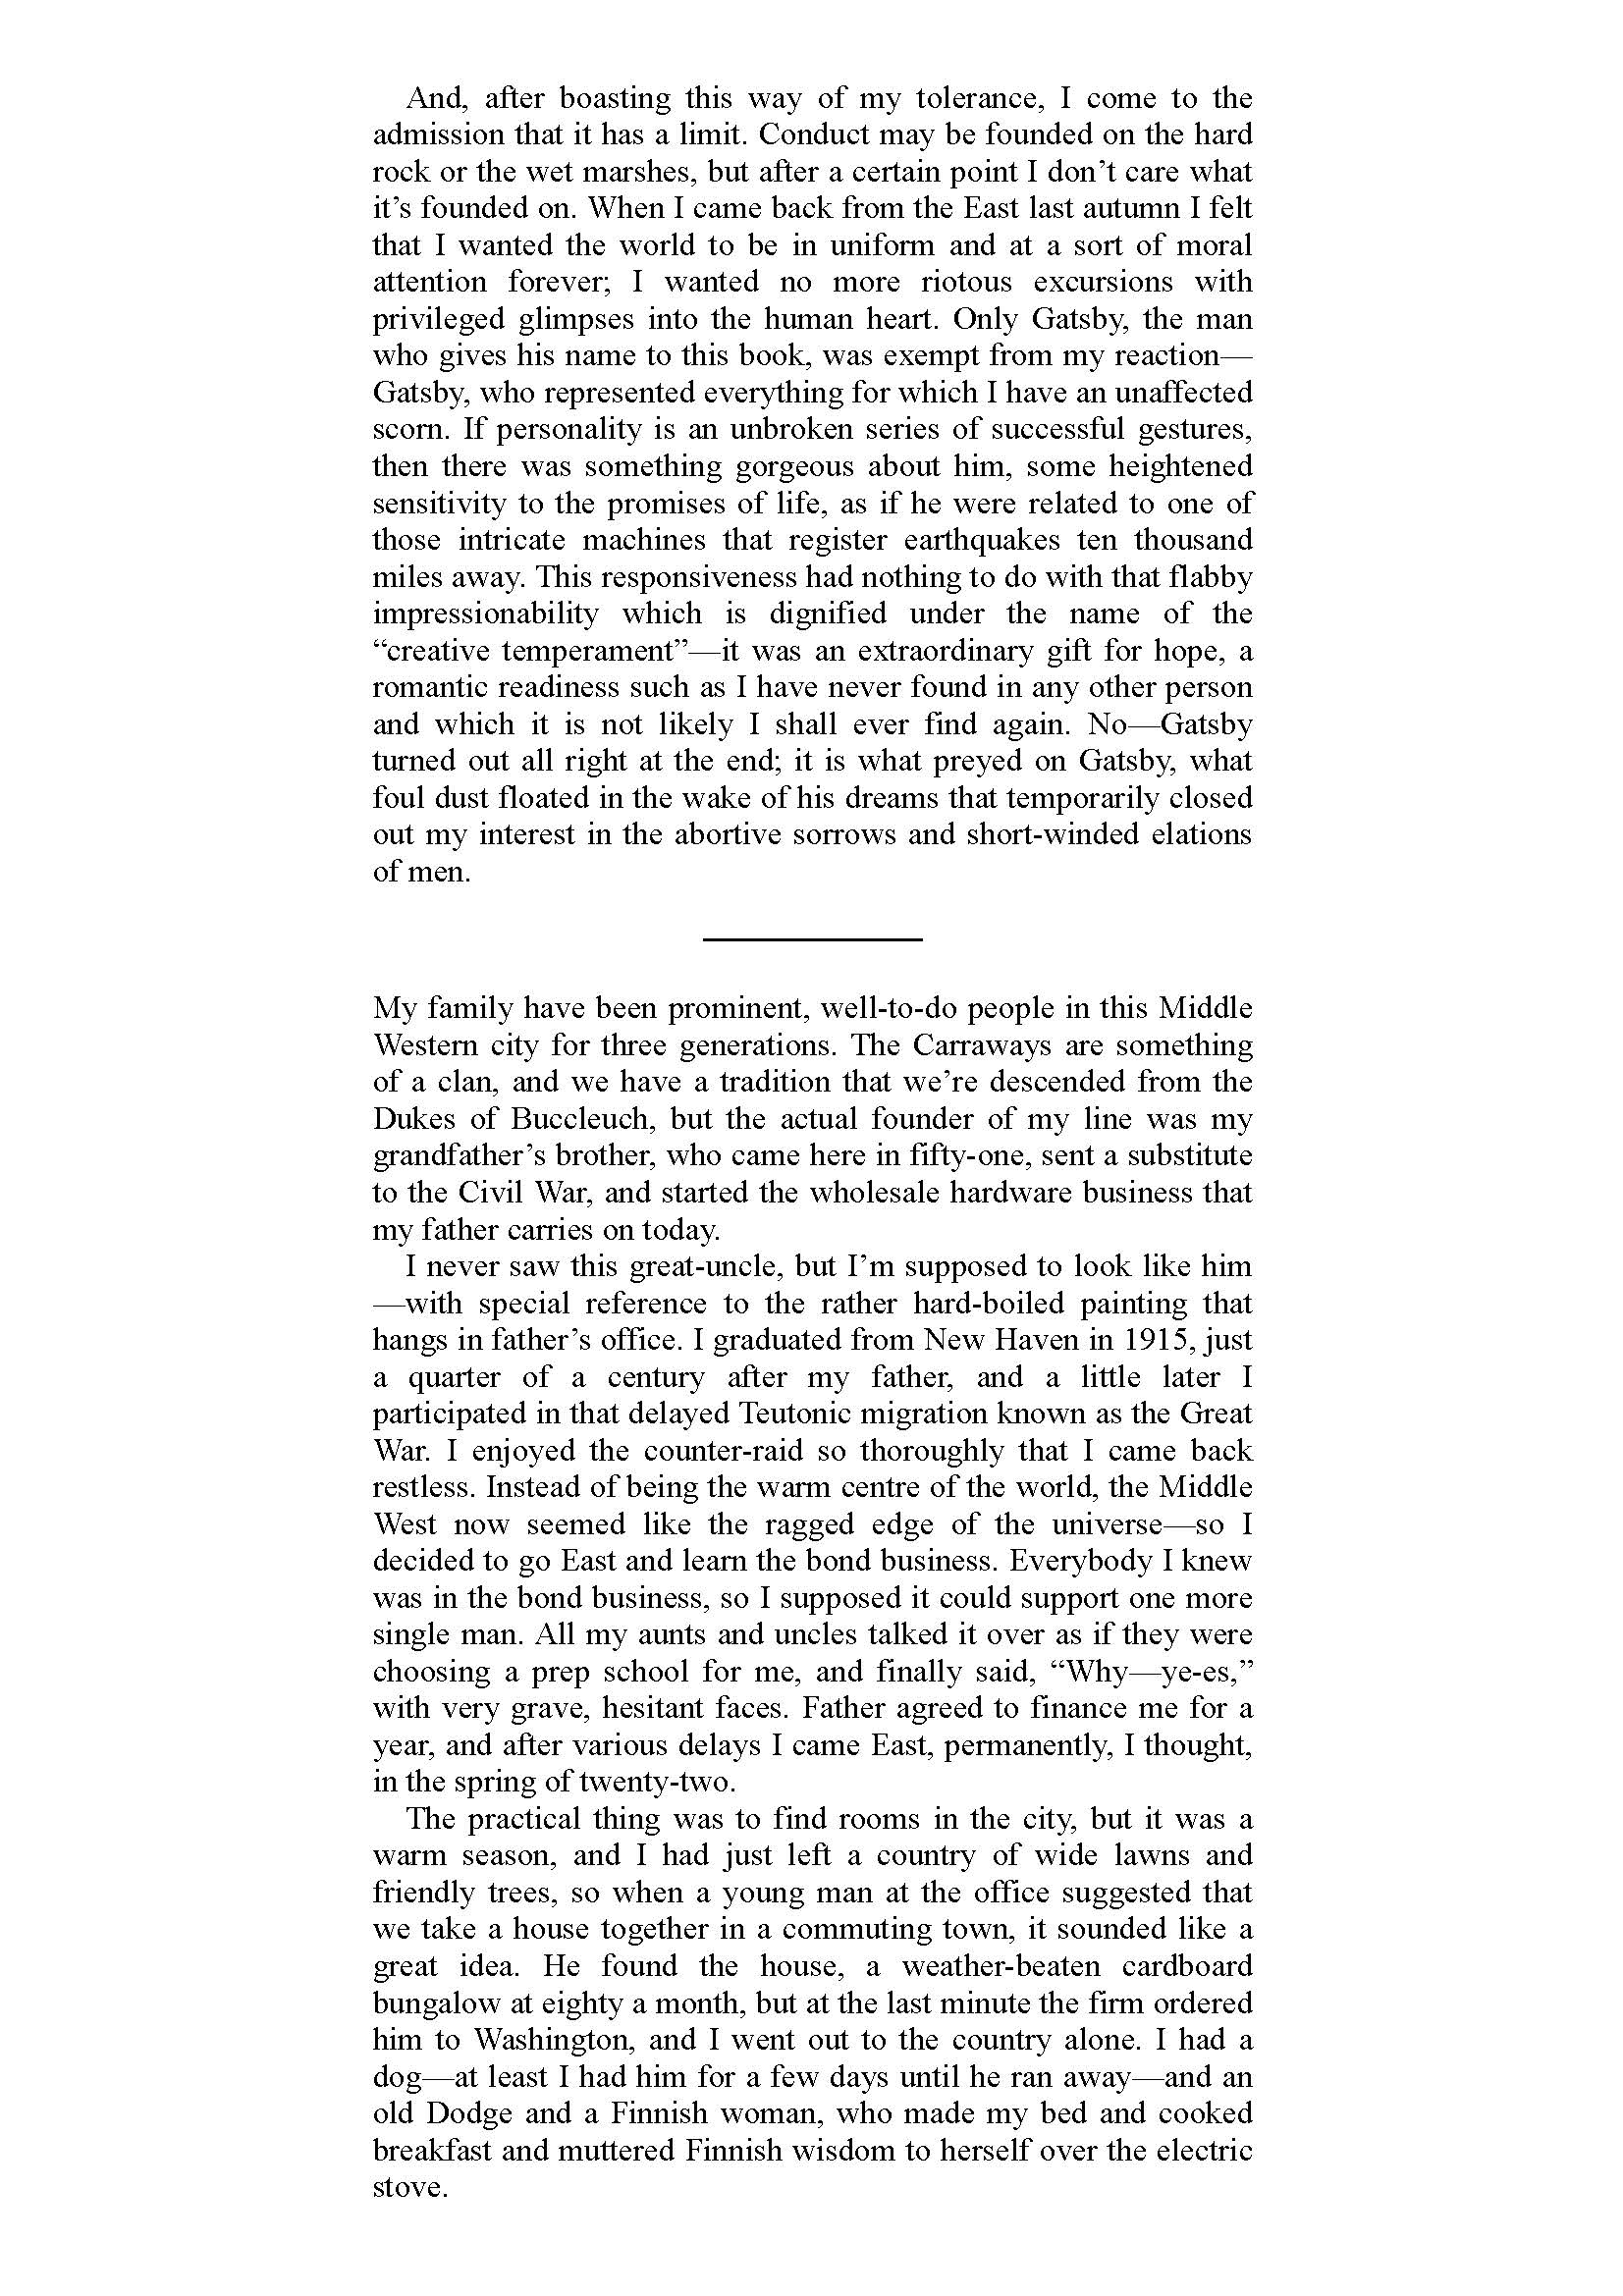 And, after boasting this way of my tolerance, I come to the
admission that it has a limit. Conduct may be founded on the hard
rock or the wet marshes, but after a certain point I don’t care what
it’s founded on. When I came back from the East last autumn I felt
that I wanted the world to be in uniform and at a sort of moral
attention forever; I wanted no more riotous excursions with
privileged glimpses into the human heart. Only Gatsby, the man
who gives his name to this book, was exempt from my reaction—
Gatsby, who represented everything for which I have an unaffected
scorn. If personality is an unbroken series of successful gestures,
then there was something gorgeous about him, some heightened
sensitivity to the promises of life, as if he were related to one of
those intricate machines that register earthquakes ten thousand
miles away. This responsiveness had nothing to do with that flabby
impressionability which is dignified under the name of the
“creative temperament”—it was an extraordinary gift for hope, a
romantic readiness such as I have never found in any other person
and which it is not likely I shall ever find again. No—Gatsby
turned out all right at the end; it is what preyed on Gatsby, what
foul dust floated in the wake of his dreams that temporarily closed
out my interest in the abortive sorrows and short-winded elations
of men.
My family have been prominent, well-to-do people in this Middle
Western city for three generations. The Carraways are something
of a clan, and we have a tradition that we’re descended from the
Dukes of Buccleuch, but the actual founder of my line was my
grandfather’s brother, who came here in fifty-one, sent a substitute
to the Civil War, and started the wholesale hardware business that
my father carries on today.
I never saw this great-uncle, but I’m supposed to look like him
—with special reference to the rather hard-boiled painting that
hangs in father’s office. I graduated from New Haven in 1915, just
a quarter of a century after my father, and a little later I
participated in that delayed Teutonic migration known as the Great
War. I enjoyed the counter-raid so thoroughly that I came back
restless. Instead of being the warm centre of the world, the Middle
West now seemed like the ragged edge of the universe—so I
decided to go East and learn the bond business. Everybody I knew
was in the bond business, so I supposed it could support one more
single man. All my aunts and uncles talked it over as if they were
choosing a prep school for me, and finally said, “Why—ye-es,”
with very grave, hesitant faces. Father agreed to finance me for a
year, and after various delays I came East, permanently, I thought,
in the spring of twenty-two.
The practical thing was to find rooms in the city, but it was a
warm season, and I had just left a country of wide lawns and
friendly trees, so when a young man at the office suggested that
we take a house together in a commuting town, it sounded like a
great idea. He found the house, a weather-beaten cardboard
bungalow at eighty a month, but at the last minute the firm ordered
him to Washington, and I went out to the country alone. I had a
dog—at least I had him for a few days until he ran away—and an
old Dodge and a Finnish woman, who made my bed and cooked
breakfast and muttered Finnish wisdom to herself over the electric
stove.